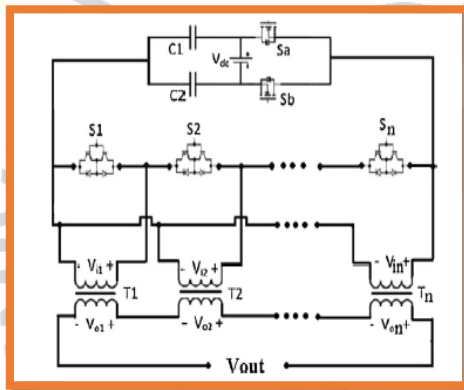 C1
Sa
Vdc
C2
Sb
S1 S2 Sn
- Vi1 + - Vi2 + - Vin+
T1 T2 Tn
- Vo1 + - Vo2 + - Von+
Vout